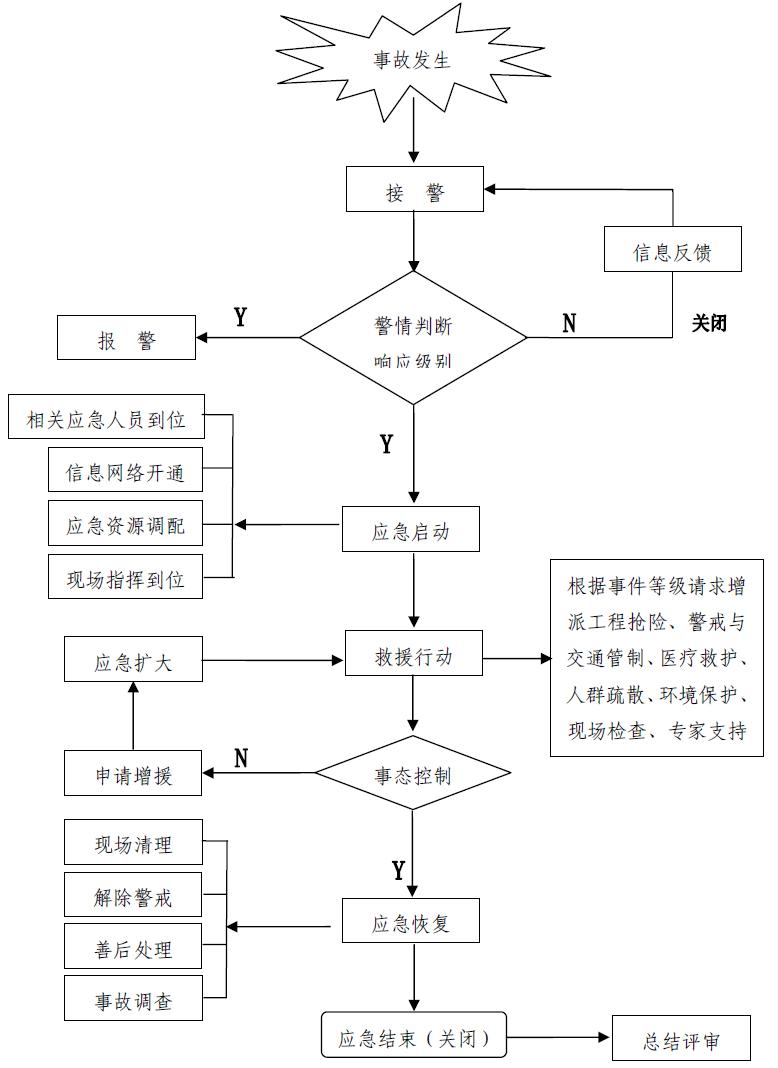 事故发生
接 警
信息反馈
Y
N
关闭
报 警
警情判断
响应级别
相关应急人员到位
Y
信息网络开通
应急资源调配
应急启动
现场指挥到位
根据事件等级请求增
派工程抢险、警戒与
交通管制、医疗救护、
人群疏散、环境保护、
现场检查、专家支持
应急扩大
救援行动
N
申请增援
事态控制
现场清理
Y
解除警戒
应急恢复
善后处理
事故调查
应急结束（关闭）
总结评审